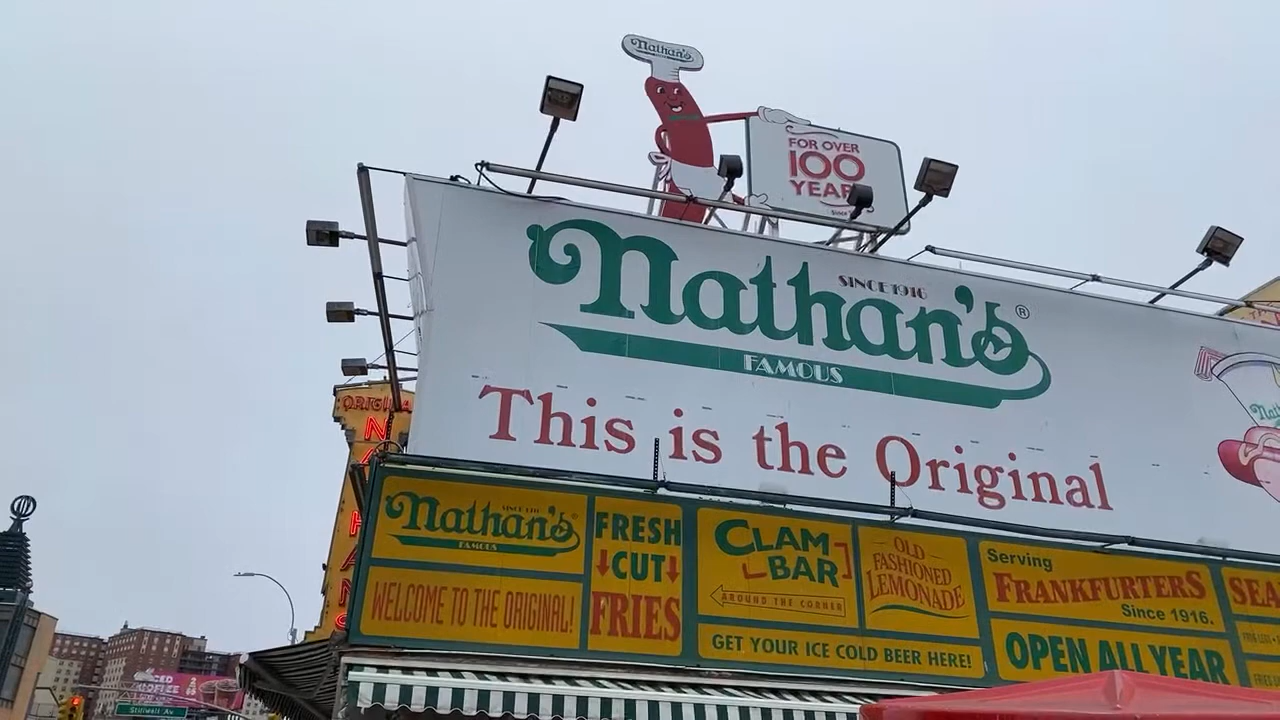 Nathan's
FOR OVER
100
YEARS
SINCE 1916
Nathan's
®
FAMOUS
This is the Original
ORIGINAL
NATHANS
Nathan's
FAMOUS
WELCOME TO THE ORIGINAL!
FRESH
CUT
FRIES
CLAM
BAR
AROUND THE CORNER
OLD
FASHIONED
LEMONADE
GET YOUR ICE COLD BEER HERE!
Serving
FRANKFURTERS
Since 1916.
OPEN ALL YEAR
SEA
Stillwell Av